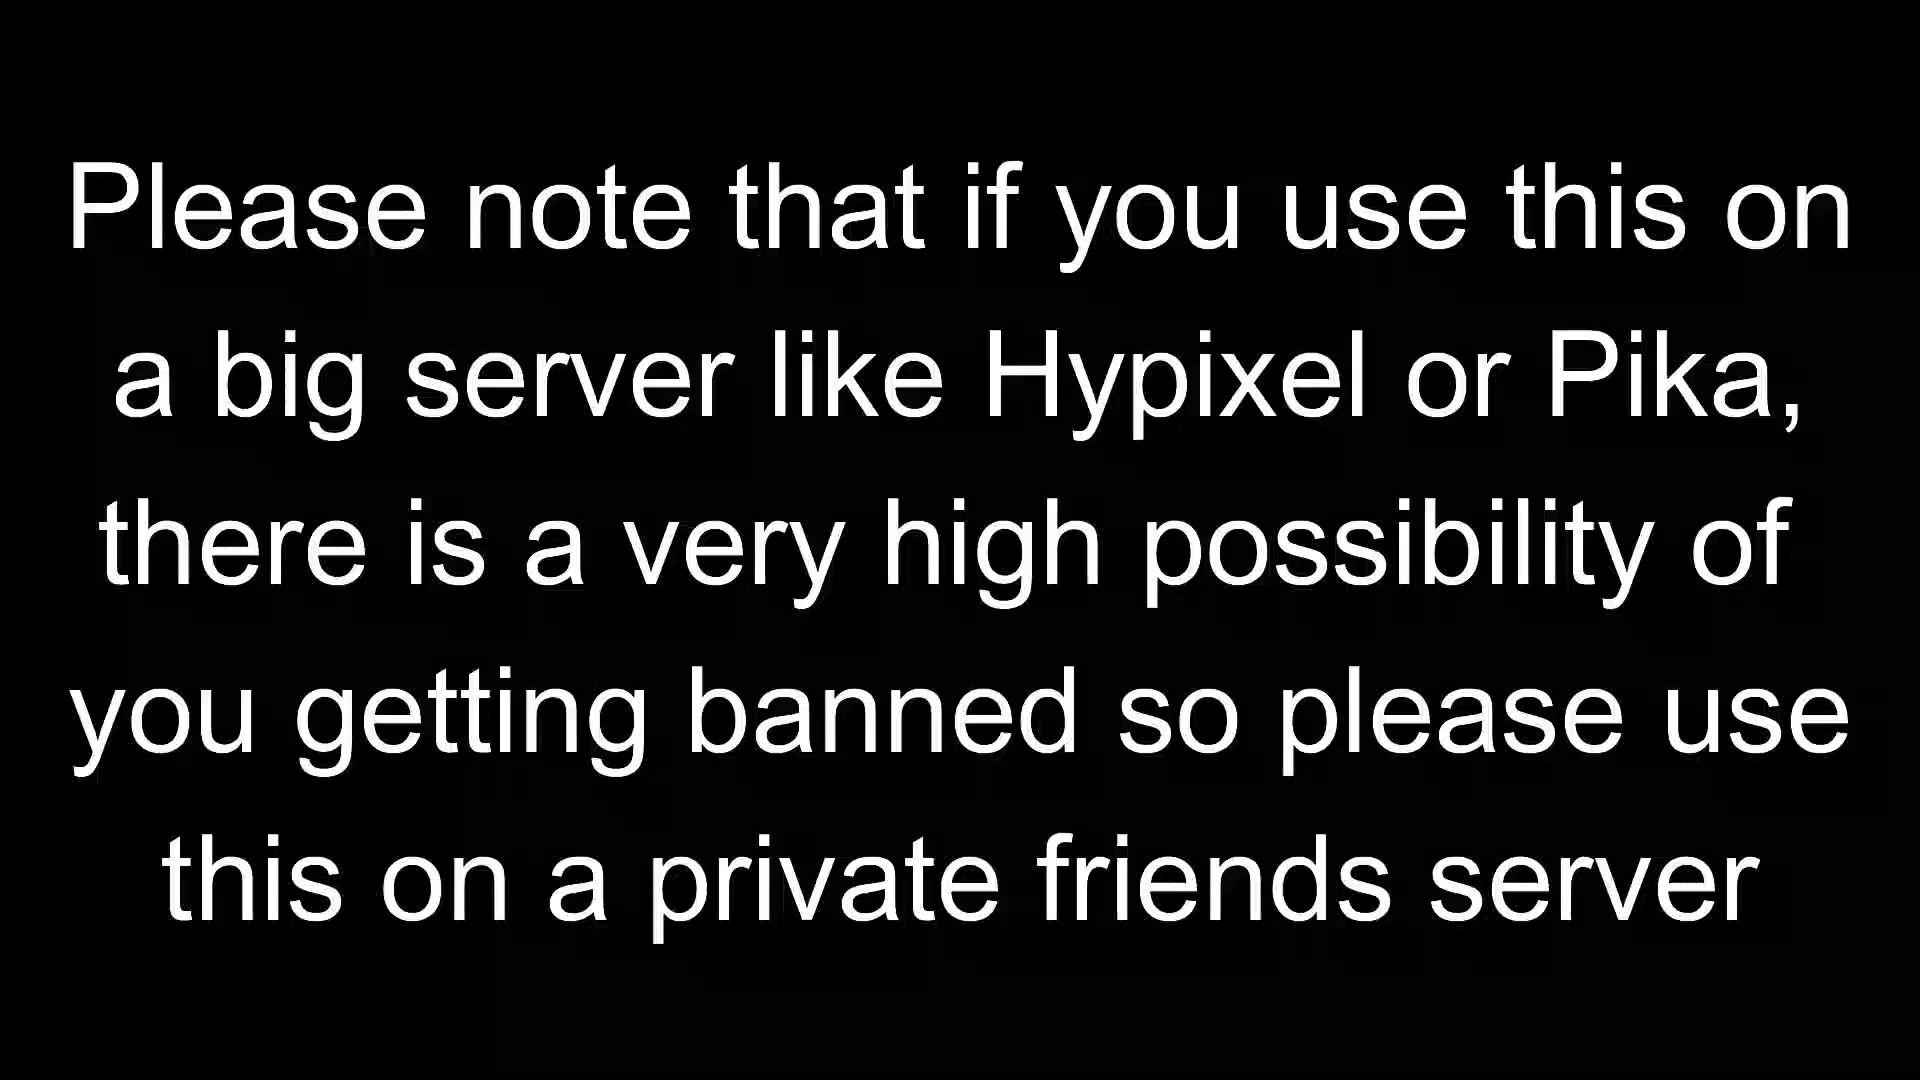 Please note that if you use this on
a big server like Hypixel or Pika,
there is a very high possibility of
you getting banned so please use
this on a private friends server